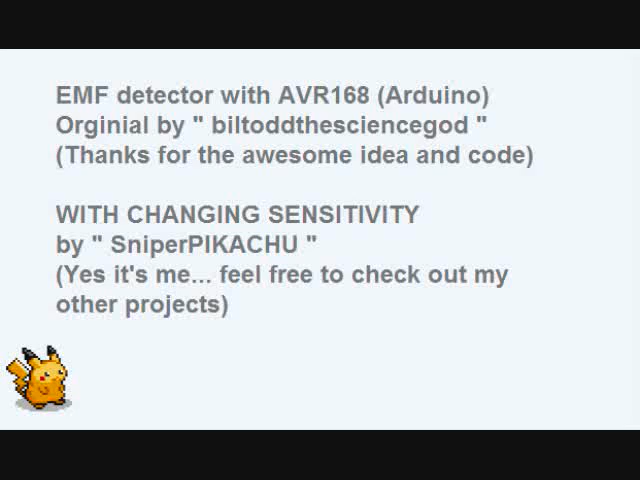 EMF detector with AVR168 (Arduino)
Orginial by " biltoddthesciencegod "
(Thanks for the awesome idea and code)
WITH CHANGING SENSITIVITY
by " SniperPIKACHU "
(Yes it's me... feel free to check out my
other projects)